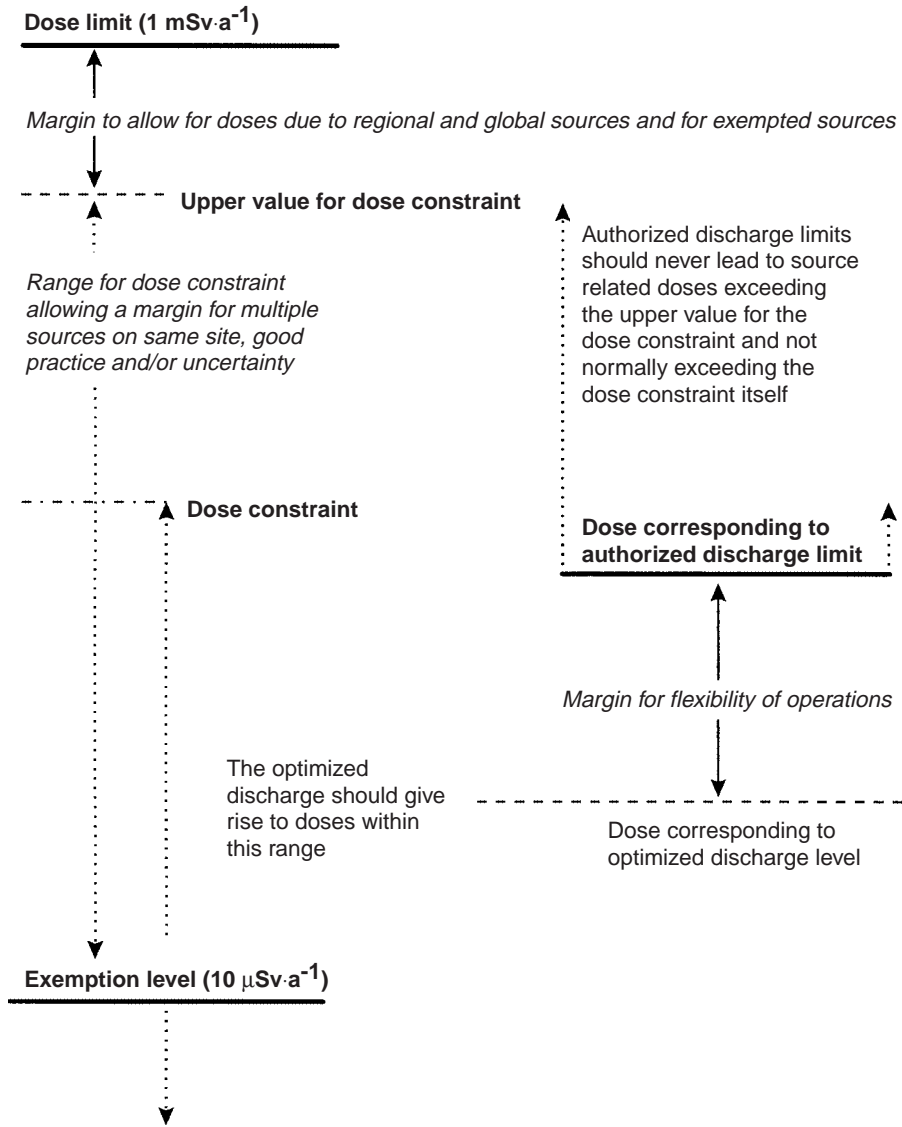 Dose limit (1 mSv·a-1)
Margin to allow for doses due to regional and global sources and for exempted sources
Upper value for dose constraint
Range for dose constraint
allowing a margin for multiple
sources on same site, good
practice and/or uncertainty
Authorized discharge limits
should never lead to source
related doses exceeding
the upper value for the
dose constraint and not
normally exceeding the
dose constraint itself
Dose constraint
Dose corresponding to
authorized discharge limit
Margin for flexibility of operations
The optimized
discharge should give
rise to doses within
this range
Dose corresponding to
optimized discharge level
Exemption level (10 μSv·a-1)